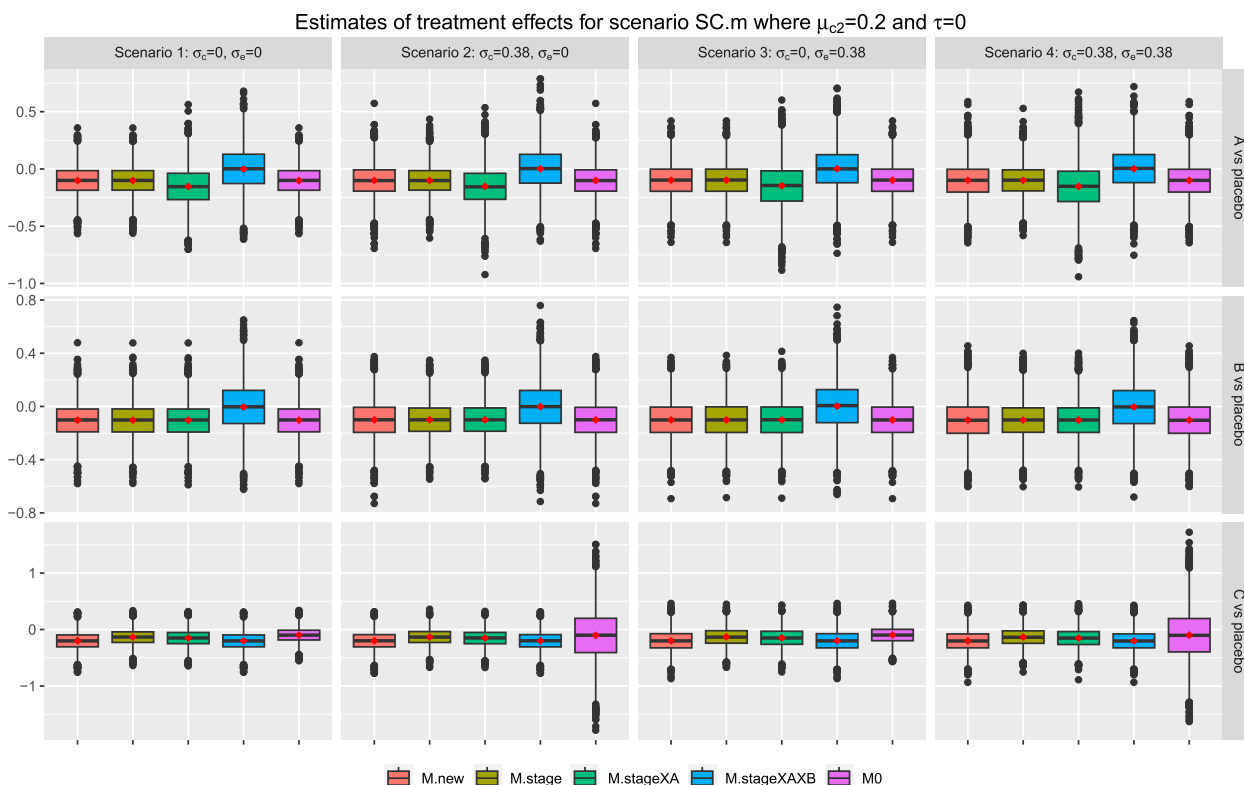 Estimates of treatment effects for scenario SC.m where μc2=0.2 and τ=0
Scenario 1: σc=0, σe=0
Scenario 2: σc=0.38, σe=0
Scenario 3: σc=0, σe=0.38
Scenario 4: σc=0.38, σe=0.38
0.5
0.0
−0.5
−1.0
A vs placebo
0.8
0.4
0.0
−0.4
−0.8
B vs placebo
1
0
−1
C vs placebo
M.new M.stage M.stageXA M.stageXAXB M0